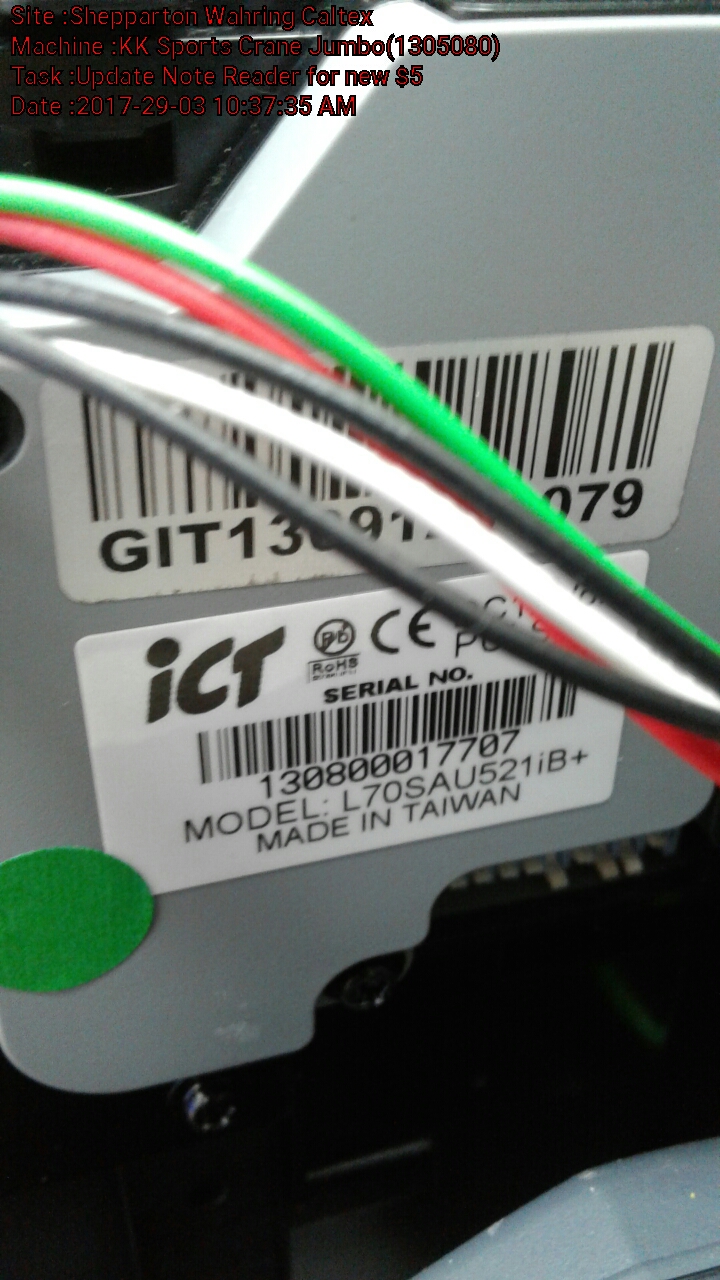 Site :Shepparton Wahring Caltex
Machine :KK Sports Crane Jumbo(1305080)
Task :Update Note Reader for new $5
Date :2017-29-03 10:37:35 AM
079
iCT
Pb CE
RoHS
SERIAL NO.
130800017707
MODEL: L70SAU521iB+
MADE IN TAIWAN